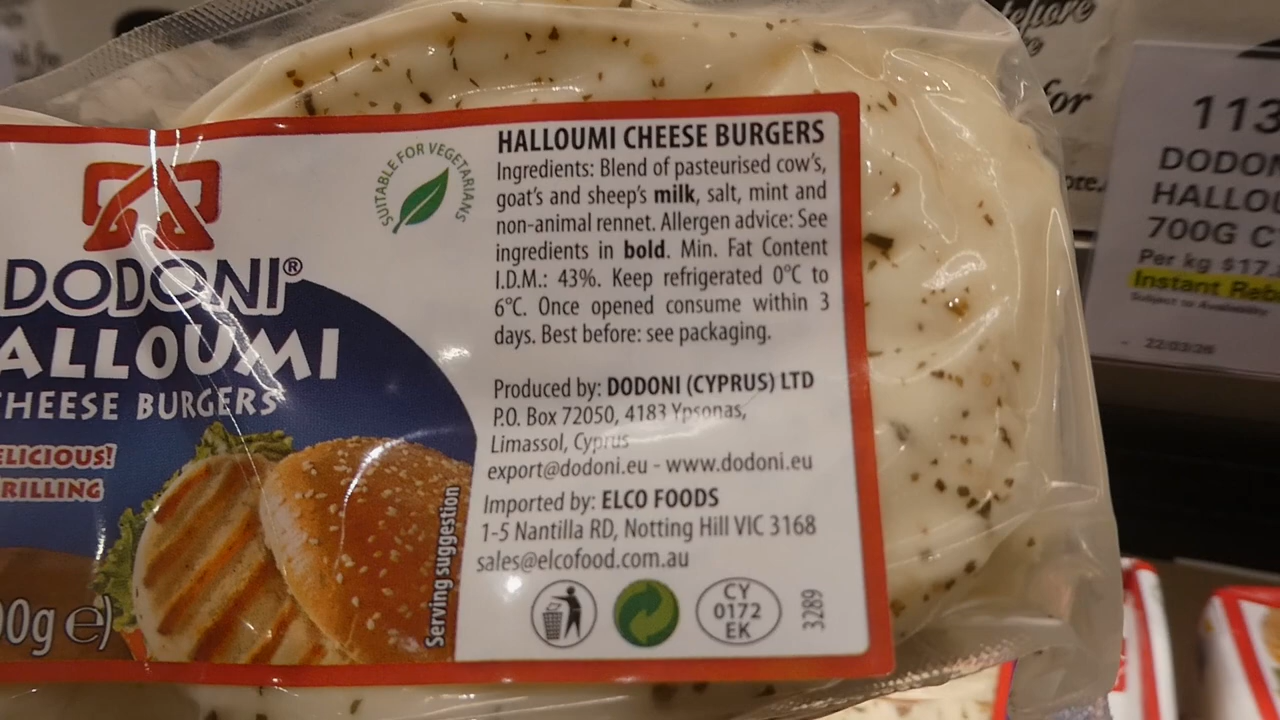 DODONI®
ALLOUMI
CHEESE BURGERS
ELICIOUS!
RILLING
00g e)
Serving suggestion
SUITABLE FOR VEGETARIANS
HALLOUMI CHEESE BURGERS
Ingredients: Blend of pasteurised cow's,
goat's and sheep's milk, salt, mint and
non-animal rennet. Allergen advice: See
ingredients in bold. Min. Fat Content
I.D.M.: 43%. Keep refrigerated 0°C to
6°C. Once opened consume within 3
days. Best before: see packaging.
Produced by: DODONI (CYPRUS) LTD
P.O. Box 72050, 4183 Ypsonas,
Limassol, Cyprus
export@dodoni.eu - www.dodoni.eu
Imported by: ELCO FOODS
1-5 Nantilla RD, Notting Hill VIC 3168
sales@elcofood.com.au
CY
0172
EK
3289
for
113
DODON
HALLOU
700G C
Per kg $17.
Instant Reb
Subject to Availability
22/03/26